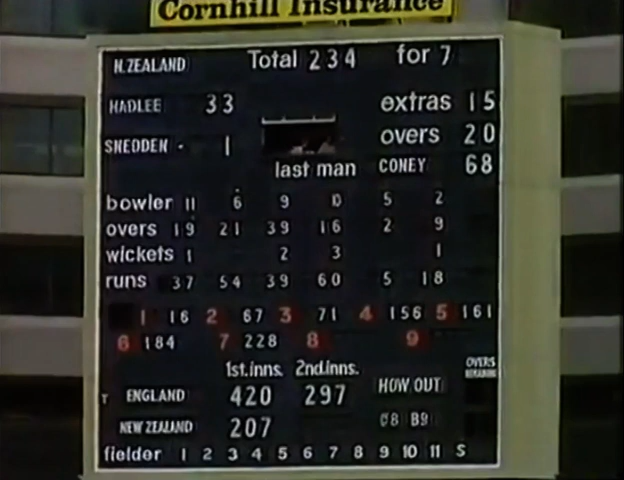 Cornhill Insurance
N.ZEALAND Total 234 for 7
HADLEE 33 extras 15
SNEDDEN · 1 overs 20
last man CONEY 68
bowler 11 6 9 10 5 2
overs 19 21 39 16 2 9
wickets 1 2 3 1
runs 37 54 39 60 5 18
1 16 2 67 3 71 4 156 5 161
6 184 7 228 8 9
1st.inns. 2nd.inns. OVERS
T ENGLAND 420 297 HOW OUT
NEW ZEALAND 207 C8 B9
fielder 1 2 3 4 5 6 7 8 9 10 11 S